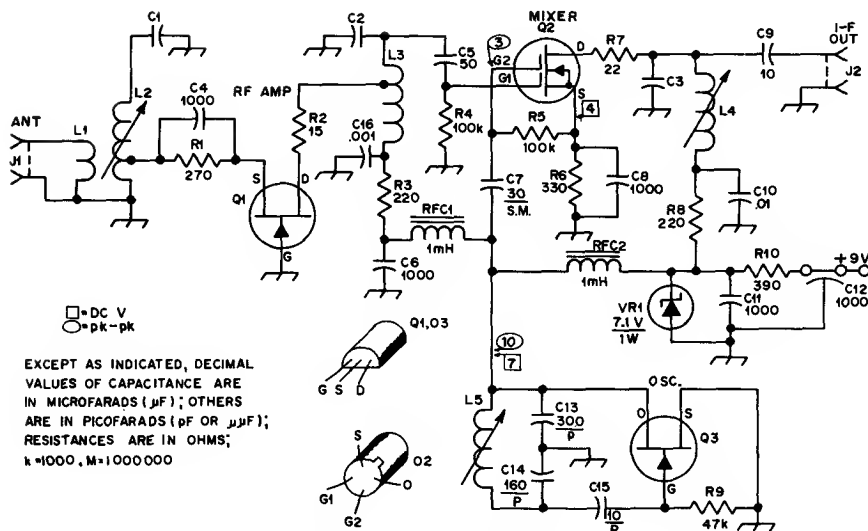 MIXER
Q2
C1
C2
L3
C5
50
3
G2
G1
D
S
R7
22
C9
10
I-F
OUT
J2
C3
L4
4
L2
C4
1000
RF AMP
R2
15
R4
100k
R5
100k
ANT
J1
L1
R1
270
C16
.001
C7
30
S.M.
R6
330
C8
1000
C10
.01
S
D
Q1
G
R3
220
RFC1
1mH
R8
220
RFC2
1mH
R10
390
+9V
C6
1000
VR1
7.1 V
1W
C11
1000
C12
1000
□=DC V
○=pk-pk
Q1,03
G S D
10
7
EXCEPT AS INDICATED, DECIMAL
VALUES OF CAPACITANCE ARE
IN MICROFARADS (µF); OTHERS
ARE IN PICOFARADS (pF OR µµF);
RESISTANCES ARE IN OHMS;
k=1000, M=1000000
S
O2
G1
G2
O
L5
C13
300
P
C14
160
P
C15
10
P
OSC.
O
S
Q3
G
R9
47k